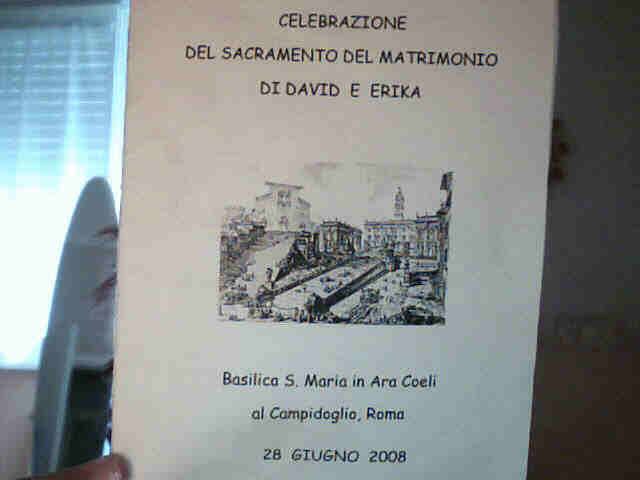 CELEBRAZIONE
DEL SACRAMENTO DEL MATRIMONIO
DI DAVID E ERIKA
Basilica S. Maria in Ara Coeli
al Campidoglio, Roma
28 GIUGNO 2008